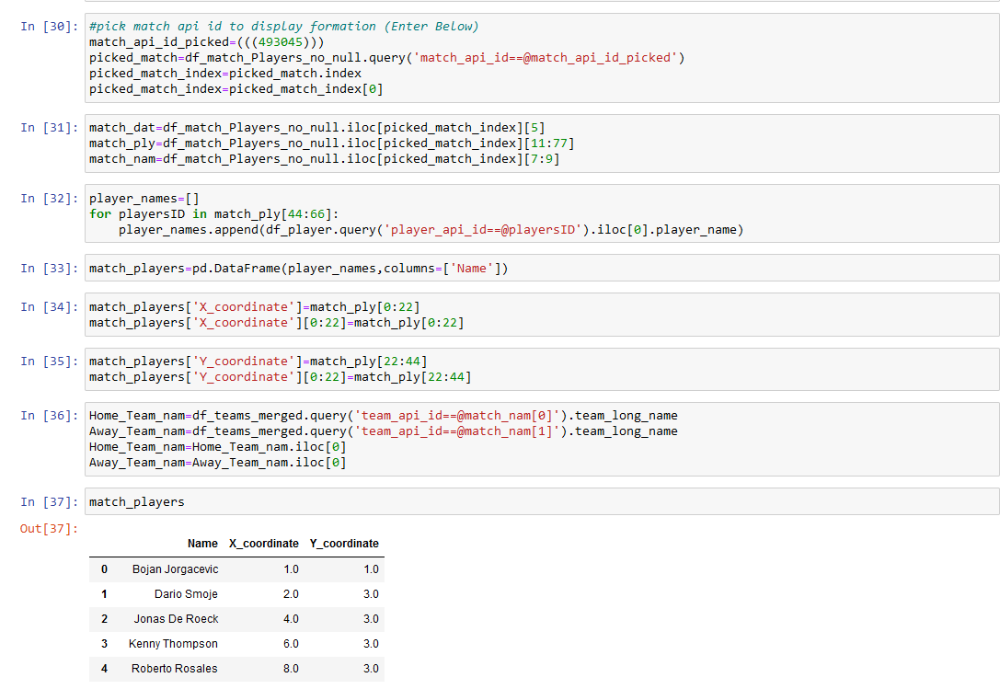 In [30]: #pick match api id to display formation (Enter Below)
match_api_id_picked=(((493045)))
picked_match=df_match_Players_no_null.query('match_api_id==@match_api_id_picked')
picked_match_index=picked_match.index
picked_match_index=picked_match_index[0]
In [31]: match_dat=df_match_Players_no_null.iloc[picked_match_index][5]
match_ply=df_match_Players_no_null.iloc[picked_match_index][11:77]
match_nam=df_match_Players_no_null.iloc[picked_match_index][7:9]
In [32]: player_names=[]
for playersID in match_ply[44:66]:
    player_names.append(df_player.query('player_api_id==@playersID').iloc[0].player_name)
In [33]: match_players=pd.DataFrame(player_names,columns=['Name'])
In [34]: match_players['X_coordinate']=match_ply[0:22]
match_players['X_coordinate'][0:22]=match_ply[0:22]
In [35]: match_players['Y_coordinate']=match_ply[22:44]
match_players['Y_coordinate'][0:22]=match_ply[22:44]
In [36]: Home_Team_nam=df_teams_merged.query('team_api_id==@match_nam[0]').team_long_name
Away_Team_nam=df_teams_merged.query('team_api_id==@match_nam[1]').team_long_name
Home_Team_nam=Home_Team_nam.iloc[0]
Away_Team_nam=Away_Team_nam.iloc[0]
In [37]: match_players
Out[37]:
Name X_coordinate Y_coordinate
0 Bojan Jorgacevic 1.0 1.0
1 Dario Smoje 2.0 3.0
2 Jonas De Roeck 4.0 3.0
3 Kenny Thompson 6.0 3.0
4 Roberto Rosales 8.0 3.0